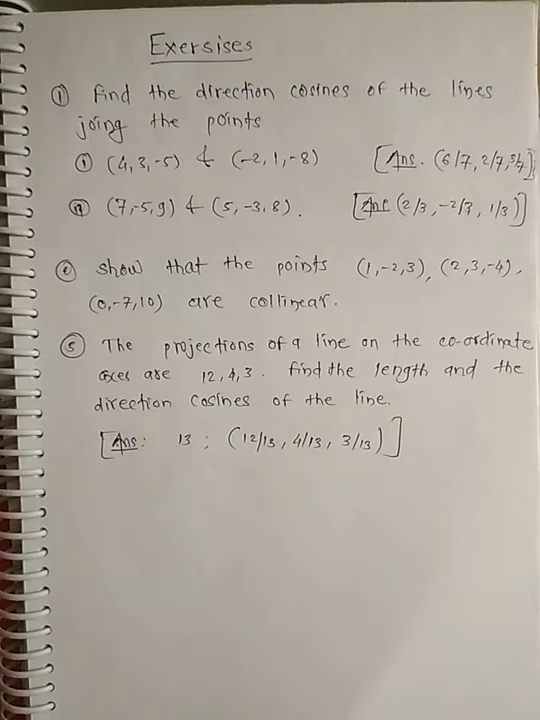 Exersises
① Find the direction cosines of the lines
joing the points
① (4,3,-5) & (-2,1,-8) [Ans. (6/7, 2/7, 3/7)]
② (7,-5,9) & (5,-3,8). [Ans (2/3, -2/3, 1/3)]
② show that the points (1,-2,3), (2,3,-4),
(0,-7,10) are collinear.
③ The projections of a line on the co-ordinate
axes are 12,4,3. find the length and the
direction cosines of the line.
[Ans: 13 ; (12/13, 4/13, 3/13)]